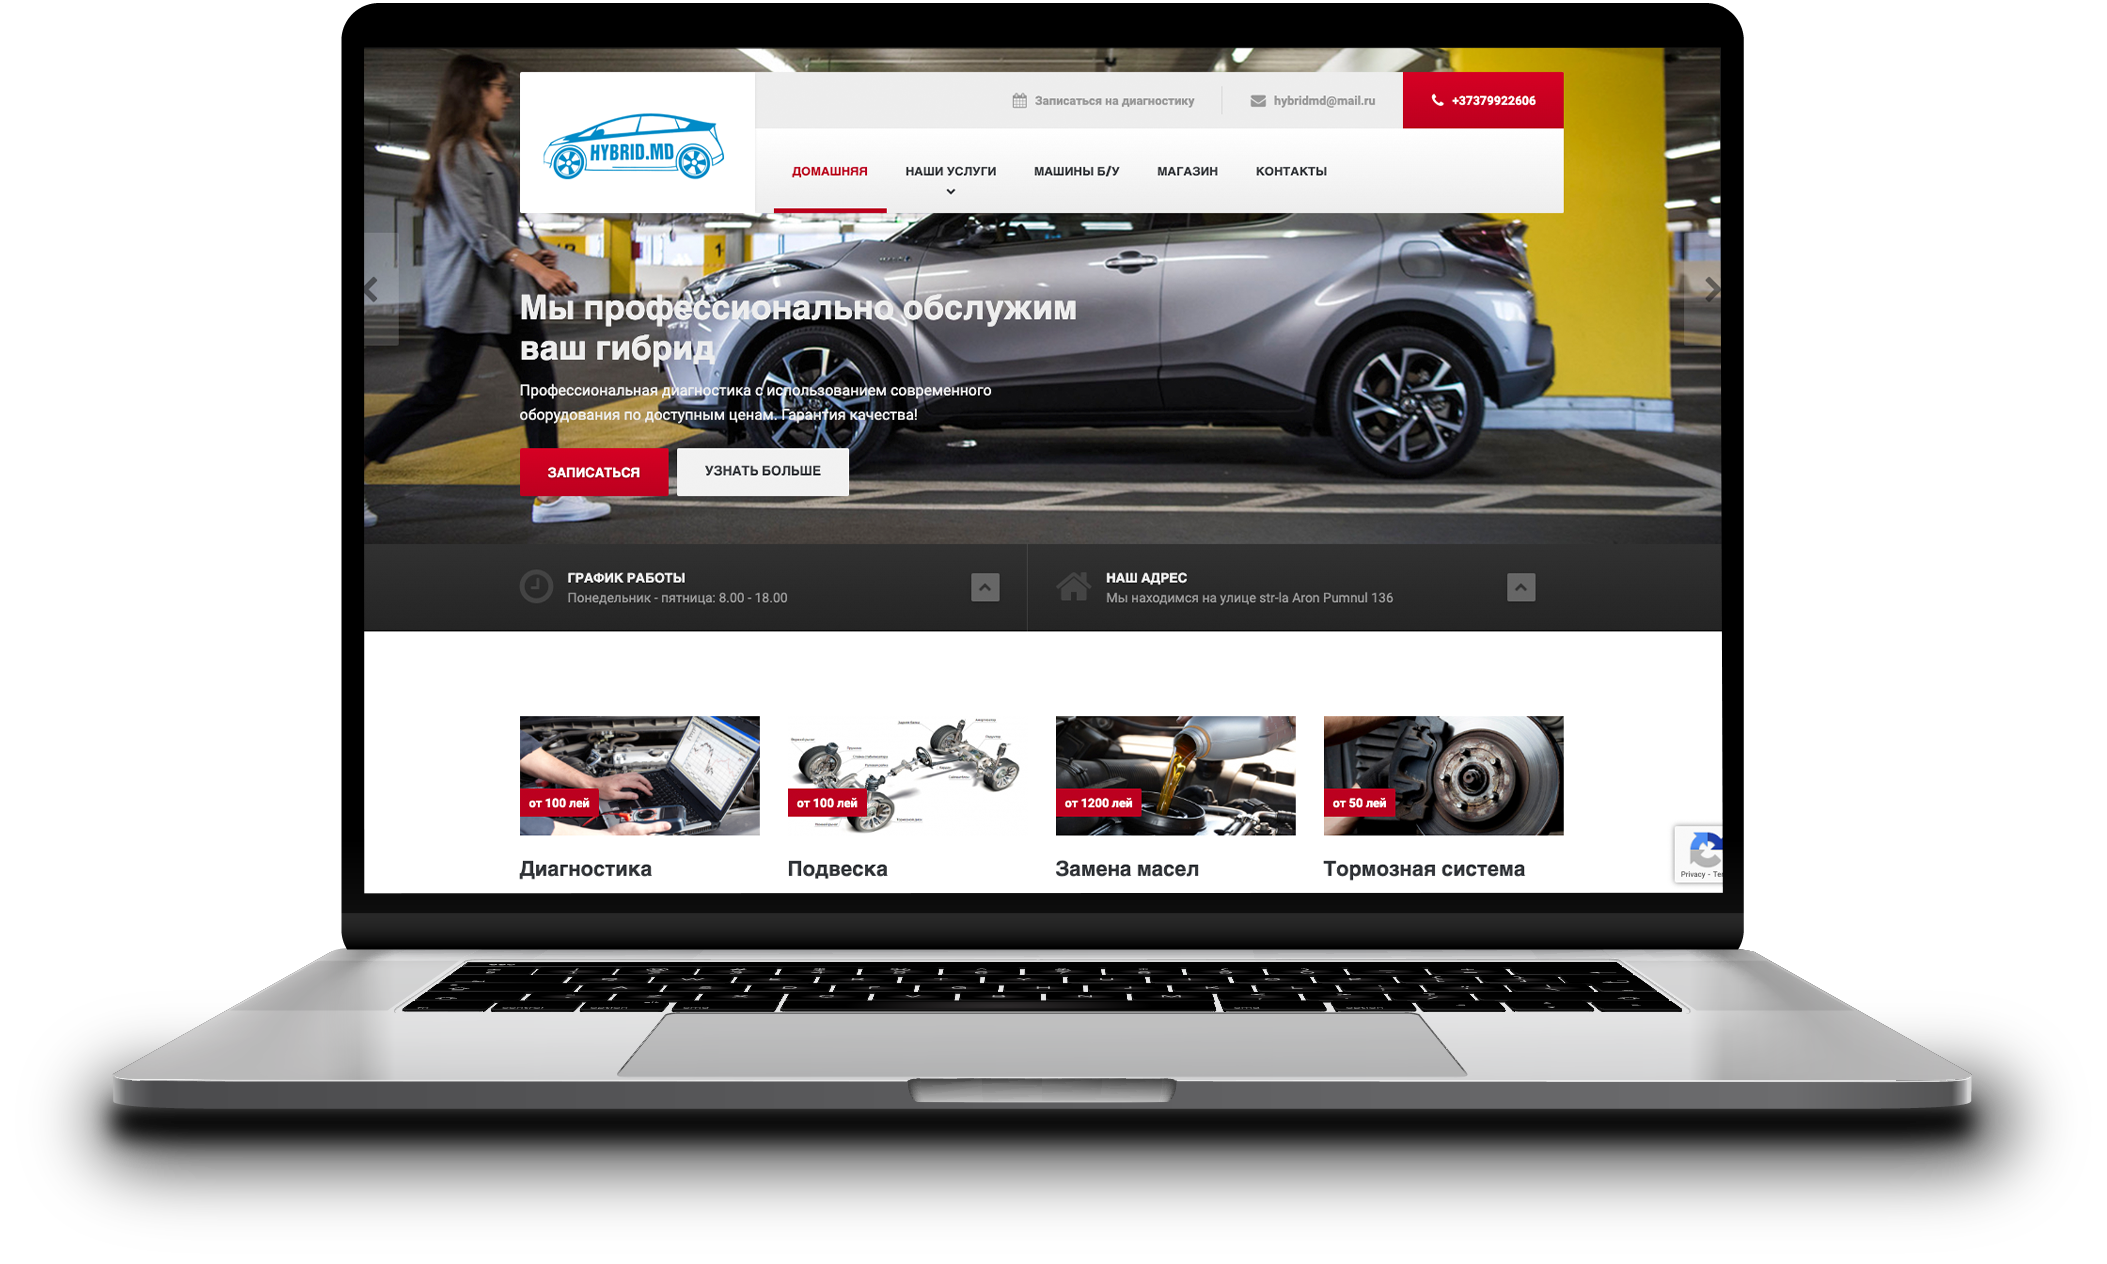 Записаться на диагностику
hybridmd@mail.ru
+37379922606
HYBRID.MD
ДОМАШНЯЯ
НАШИ УСЛУГИ
МАШИНЫ Б/У
МАГАЗИН
КОНТАКТЫ
1
Мы профессионально обслужим
ваш гибрид
Профессиональная диагностика с использованием современного
оборудования по доступным ценам. Гарантия качества!
ЗАПИСАТЬСЯ
УЗНАТЬ БОЛЬШЕ
ГРАФИК РАБОТЫ
Понедельник - пятница: 8.00 - 18.00
НАШ АДРЕС
Мы находимся на улице str-la Aron Pumnul 136
от 100 лей
от 100 лей
от 1200 лей
от 50 лей
Диагностика
Подвеска
Замена масел
Тормозная система
Privacy -